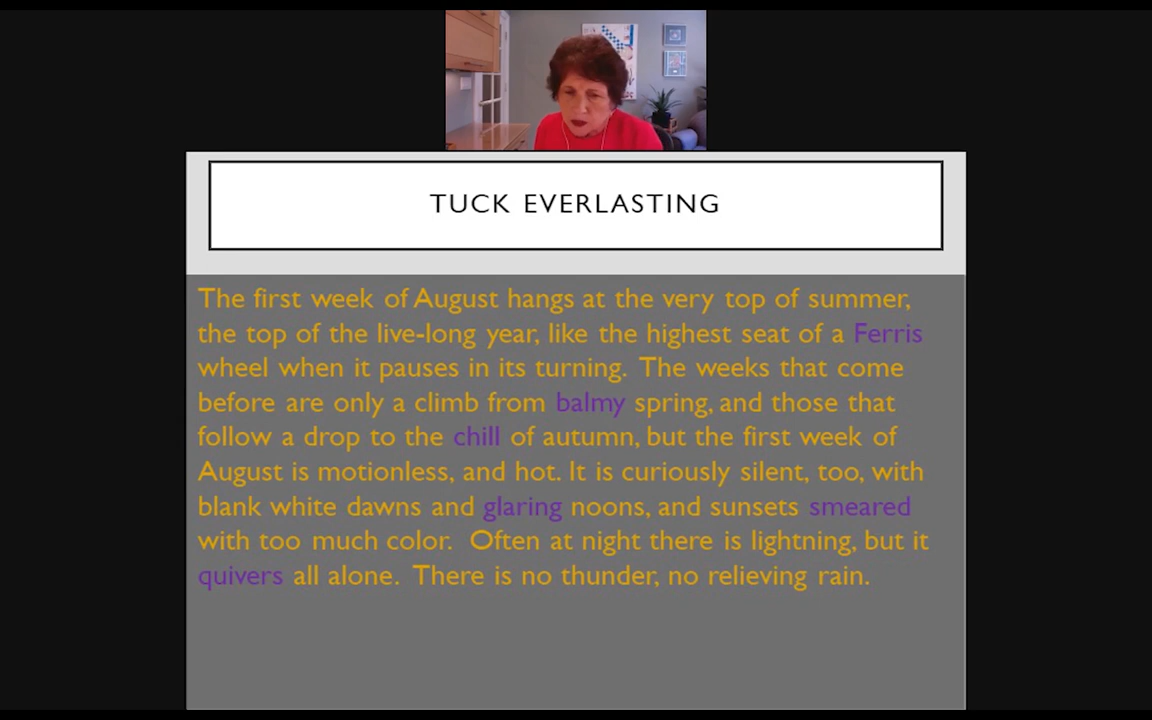 TUCK EVERLASTING
The first week of August hangs at the very top of summer,
the top of the live-long year, like the highest seat of a Ferris
wheel when it pauses in its turning. The weeks that come
before are only a climb from balmy spring, and those that
follow a drop to the chill of autumn, but the first week of
August is motionless, and hot. It is curiously silent, too, with
blank white dawns and glaring noons, and sunsets smeared
with too much color. Often at night there is lightning, but it
quivers all alone. There is no thunder, no relieving rain.